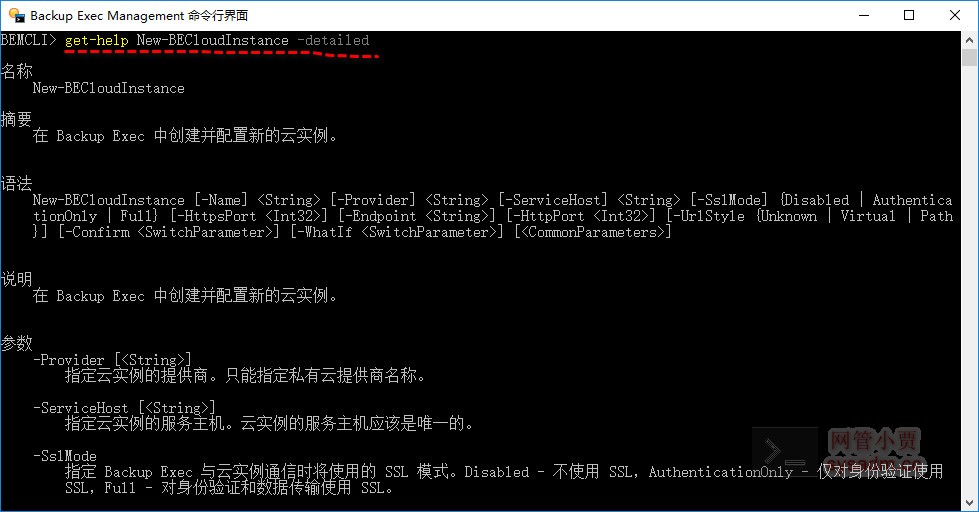 Backup Exec Management 命令行界面
BEMCLI> get-help New-BECloudInstance -detailed
名称
New-BECloudInstance
摘要
在 Backup Exec 中创建并配置新的云实例。
语法
New-BECloudInstance [-Name] <String> [-Provider] <String> [-ServiceHost] <String> [-SslMode] {Disabled | Authentica
tionOnly | Full} [-HttpsPort <Int32>] [-Endpoint <String>] [-HttpPort <Int32>] [-UrlStyle {Unknown | Virtual | Path
}] [-Confirm <SwitchParameter>] [-WhatIf <SwitchParameter>] [<CommonParameters>]
说明
在 Backup Exec 中创建并配置新的云实例。
参数
-Provider [<String>]
指定云实例的提供商。只能指定私有云提供商名称。
-ServiceHost [<String>]
指定云实例的服务主机。云实例的服务主机应该是唯一的。
-SslMode
指定 Backup Exec 与云实例通信时将使用的 SSL 模式。Disabled - 不使用 SSL，AuthenticationOnly - 仅对身份验证使用
SSL，Full - 对身份验证和数据传输使用 SSL。
网管小贾